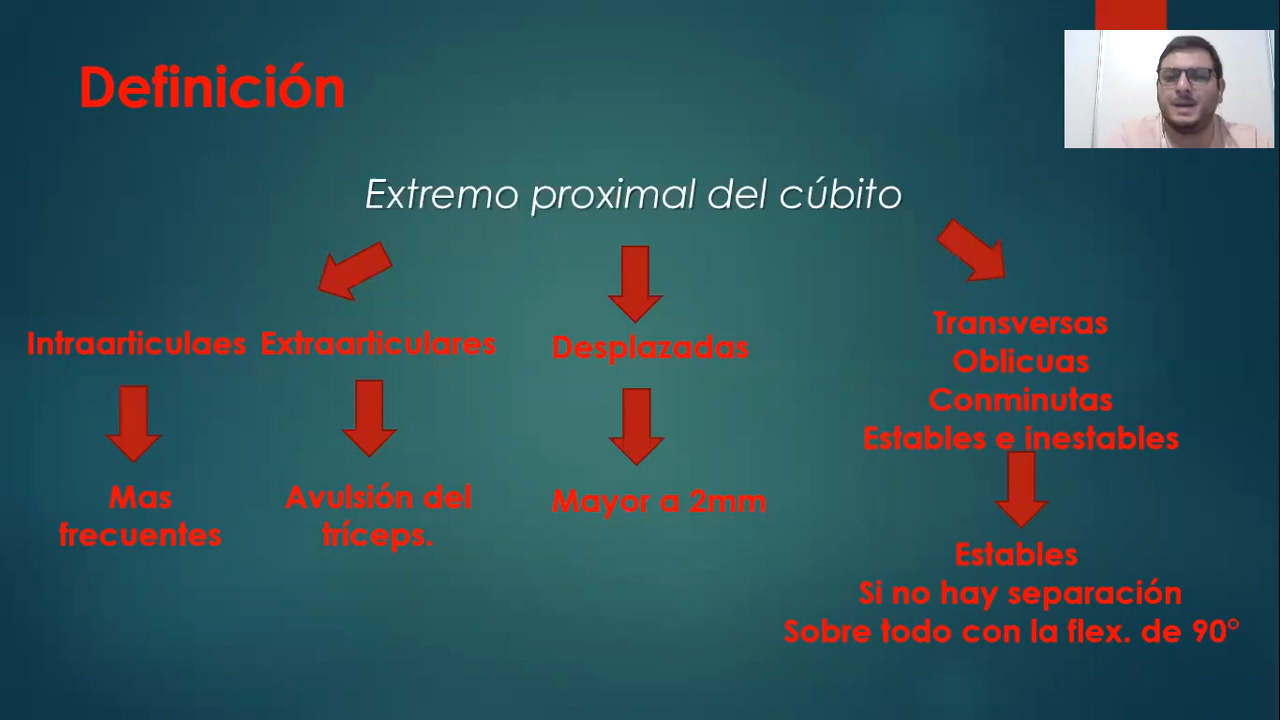 Definición
Extremo proximal del cúbito
Intraarticulaes
Extraarticulares
Desplazadas
Transversas
Oblicuas
Conminutas
Estables e inestables
Mas
frecuentes
Avulsión del
tríceps.
Mayor a 2mm
Estables
Si no hay separación
Sobre todo con la flex. de 90°